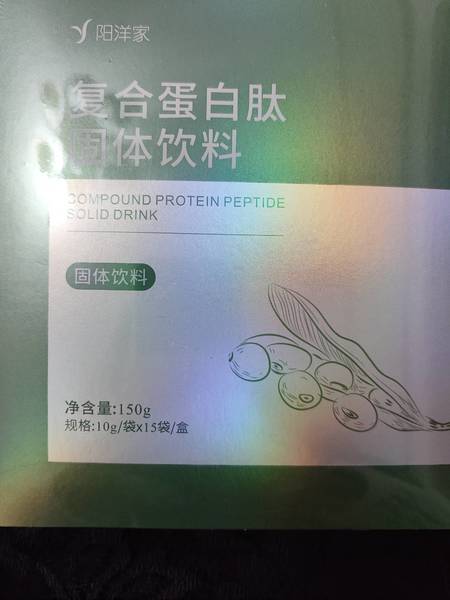 阳洋家
复合蛋白肽
固体饮料
COMPOUND PROTEIN PEPTIDE
SOLID DRINK
固体饮料
净含量:150g
规格:10g/袋x15袋/盒